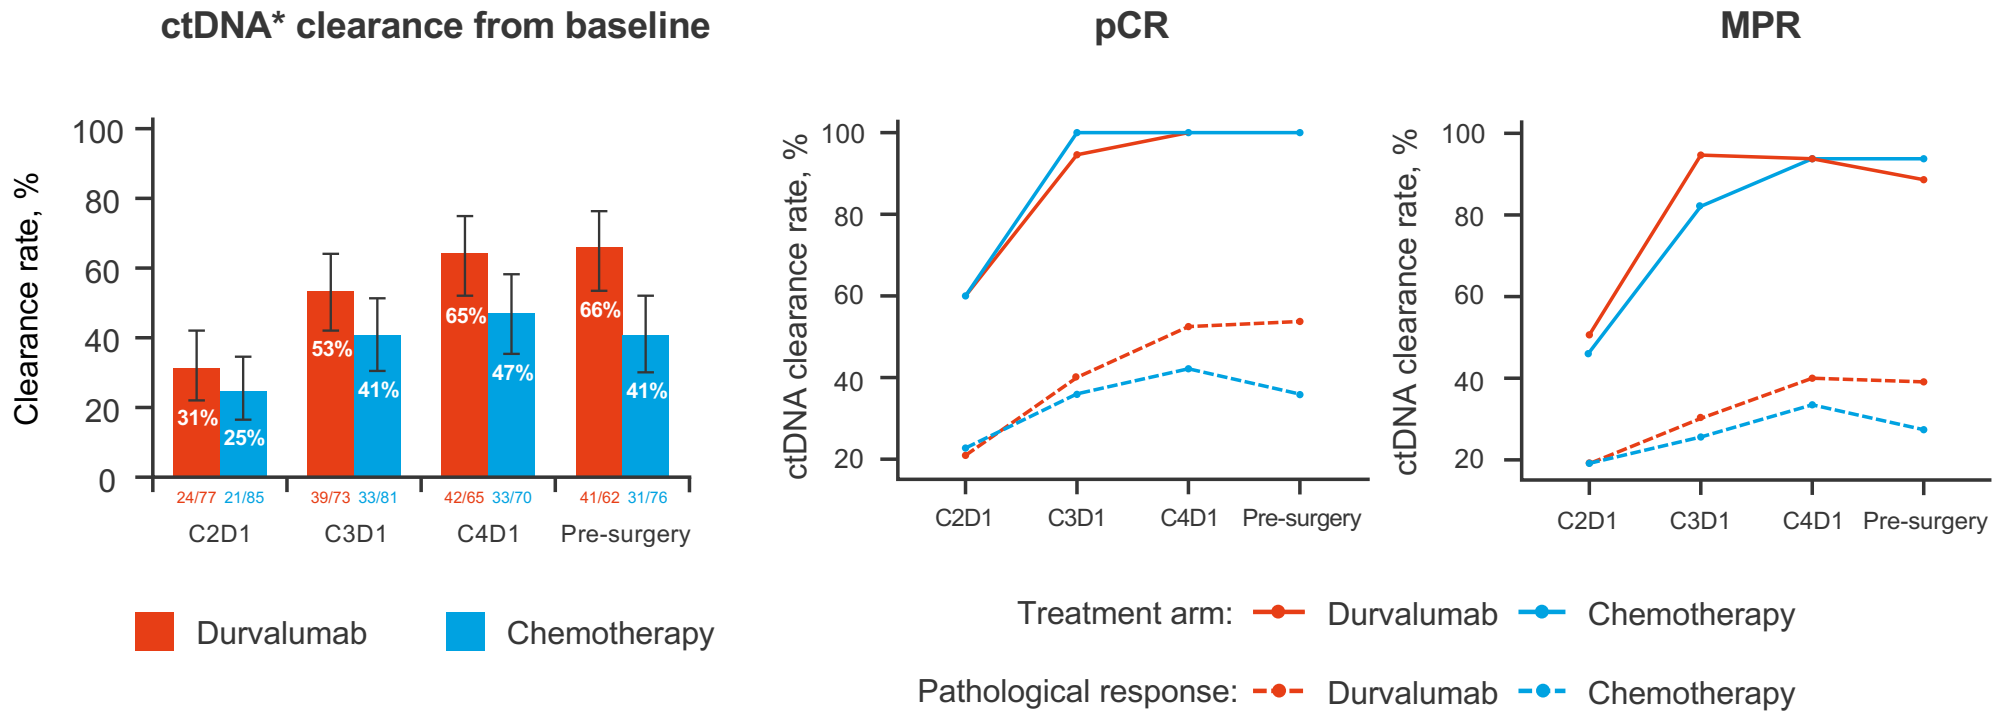 ctDNA* clearance from baseline
Clearance rate, %
100
80
60
40
20
0
31%
25%
53%
41%
65%
47%
66%
41%
24/77 21/85 39/73 33/81 42/65 33/70 41/62 31/76
C2D1 C3D1 C4D1 Pre-surgery
Durvalumab Chemotherapy
pCR
ctDNA clearance rate, %
100
80
60
40
20
C2D1 C3D1 C4D1 Pre-surgery
MPR
ctDNA clearance rate, %
100
80
60
40
20
C2D1 C3D1 C4D1 Pre-surgery
Treatment arm: Durvalumab Chemotherapy
Pathological response: Durvalumab Chemotherapy